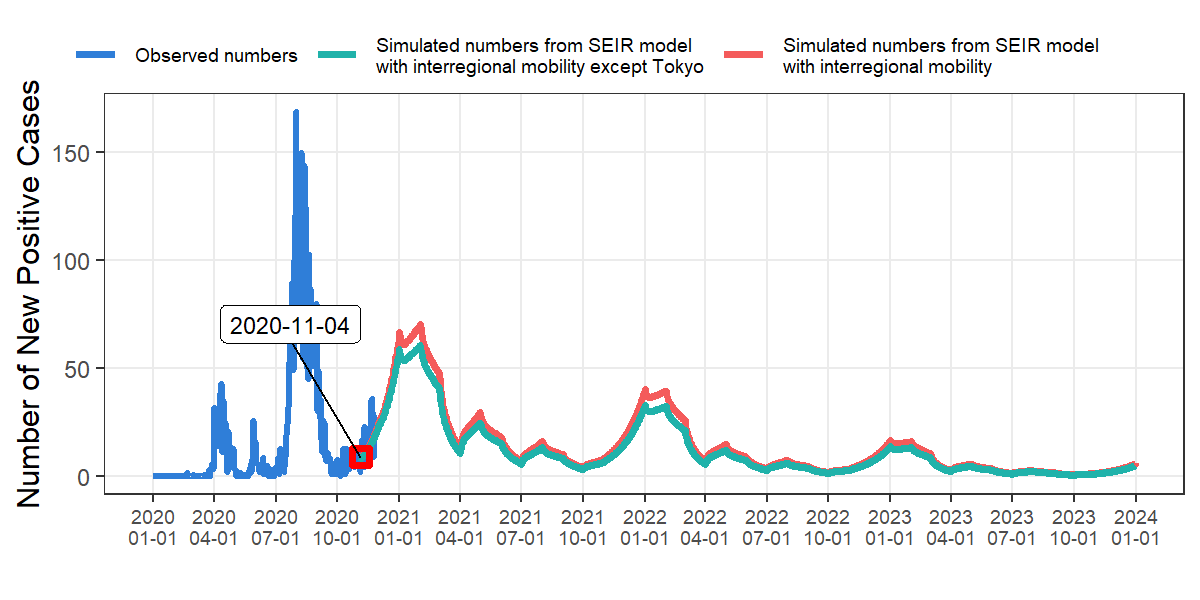 Observed numbers
Simulated numbers from SEIR model
with interregional mobility except Tokyo
Simulated numbers from SEIR model
with interregional mobility
Number of New Positive Cases
150
100
50
0
2020-11-04
2020 2020 2020 2020 2021 2021 2021 2021 2022 2022 2022 2022 2023 2023 2023 2023 2024
01-01 04-01 07-01 10-01 01-01 04-01 07-01 10-01 01-01 04-01 07-01 10-01 01-01 04-01 07-01 10-01 01-01